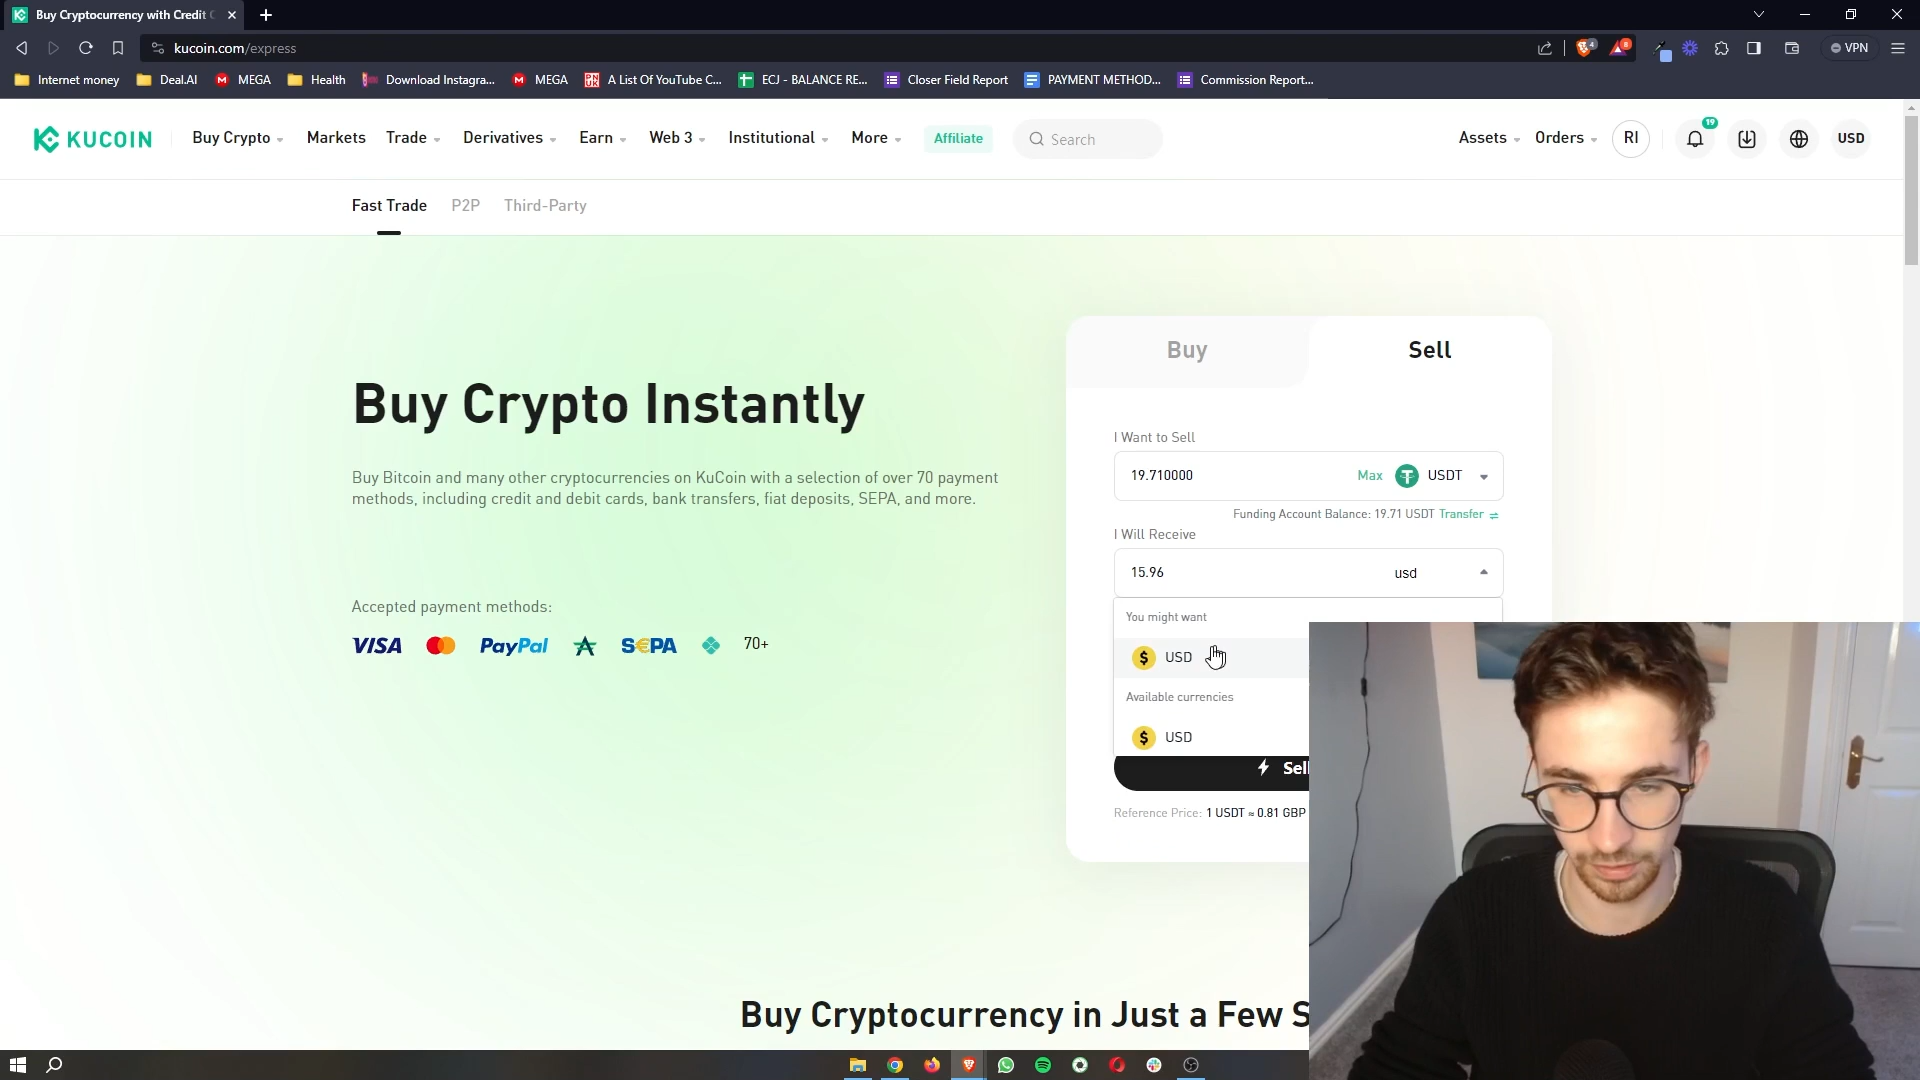 Buy Cryptocurrency with Credit C
kucoin.com/express
4
8
VPN
Internet money
Deal.AI
MEGA
Health
Download Instagra...
MEGA
A List Of YouTube C...
ECJ - BALANCE RE...
Closer Field Report
PAYMENT METHOD...
Commission Report...
KUCOIN
Buy Crypto
Markets
Trade
Derivatives
Earn
Web 3
Institutional
More
Affiliate
Search
Assets
Orders
RI
19
USD
Fast Trade
P2P
Third-Party
Buy
Sell
Buy Crypto Instantly
Buy Bitcoin and many other cryptocurrencies on KuCoin with a selection of over 70 payment
methods, including credit and debit cards, bank transfers, fiat deposits, SEPA, and more.
Accepted payment methods:
VISA
PayPal
SEPA
70+
I Want to Sell
19.710000
Max
USDT
Funding Account Balance: 19.71 USDT Transfer
I Will Receive
15.96
usd
You might want
USD
Available currencies
USD
Sell
Reference Price: 1 USDT ≈ 0.81 GBP
Buy Cryptocurrency in Just a Few S